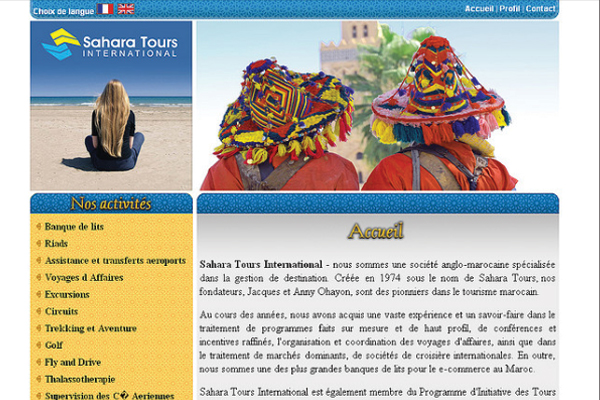 Choix de langue
Accueil | Profil | Contact
Sahara Tours
INTERNATIONAL
Nos activités
Banque de lits
Riads
Assistance et transferts aeroports
Voyages d Affaires
Excursions
Circuits
Trekking et Aventure
Golf
Fly and Drive
Thalassotherapie
Supervision des C� Aeriennes
Accueil
Sahara Tours International - nous sommes une société anglo-marocaine spécialisée
dans la gestion de destination. Créée en 1974 sous le nom de Sahara Tours, nos
fondateurs, Jacques et Anny Ohayon, sont des pionniers dans le tourisme marocain.
Au cours des années, nous avons acquis une vaste expérience et un savoir-faire dans le
traitement de programmes faits sur mesure et de haut profil, de conférences et
incentives raffinés, l'organisation et coordination des voyages d'affaires, ainsi que dans
le traitement de marchés dominants, de sociétés de croisière internationales. En outre,
nous sommes une des plus grandes banques de lits pour le e-commerce au Maroc.
Sahara Tours International est également membre du Programme d'Initiative des Tours